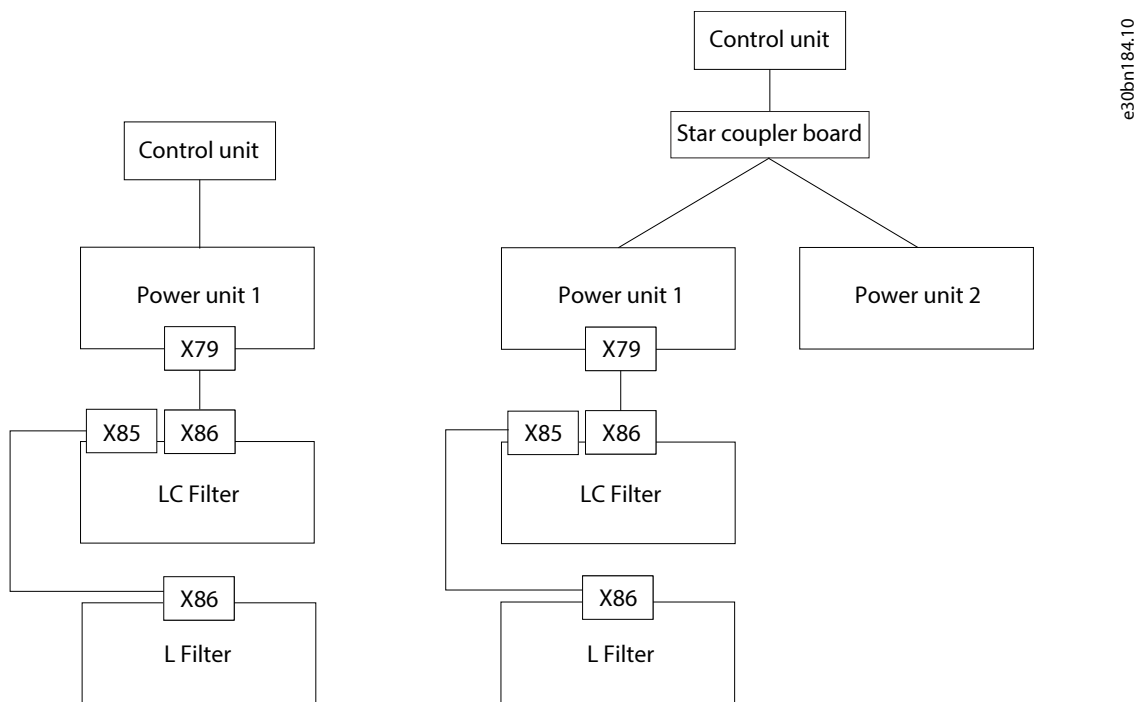 Control unit
Power unit 1
X79
X85
X86
LC Filter
X86
L Filter
Control unit
Star coupler board
Power unit 1
Power unit 2
X79
X85
X86
LC Filter
X86
L Filter
e30bn184.10